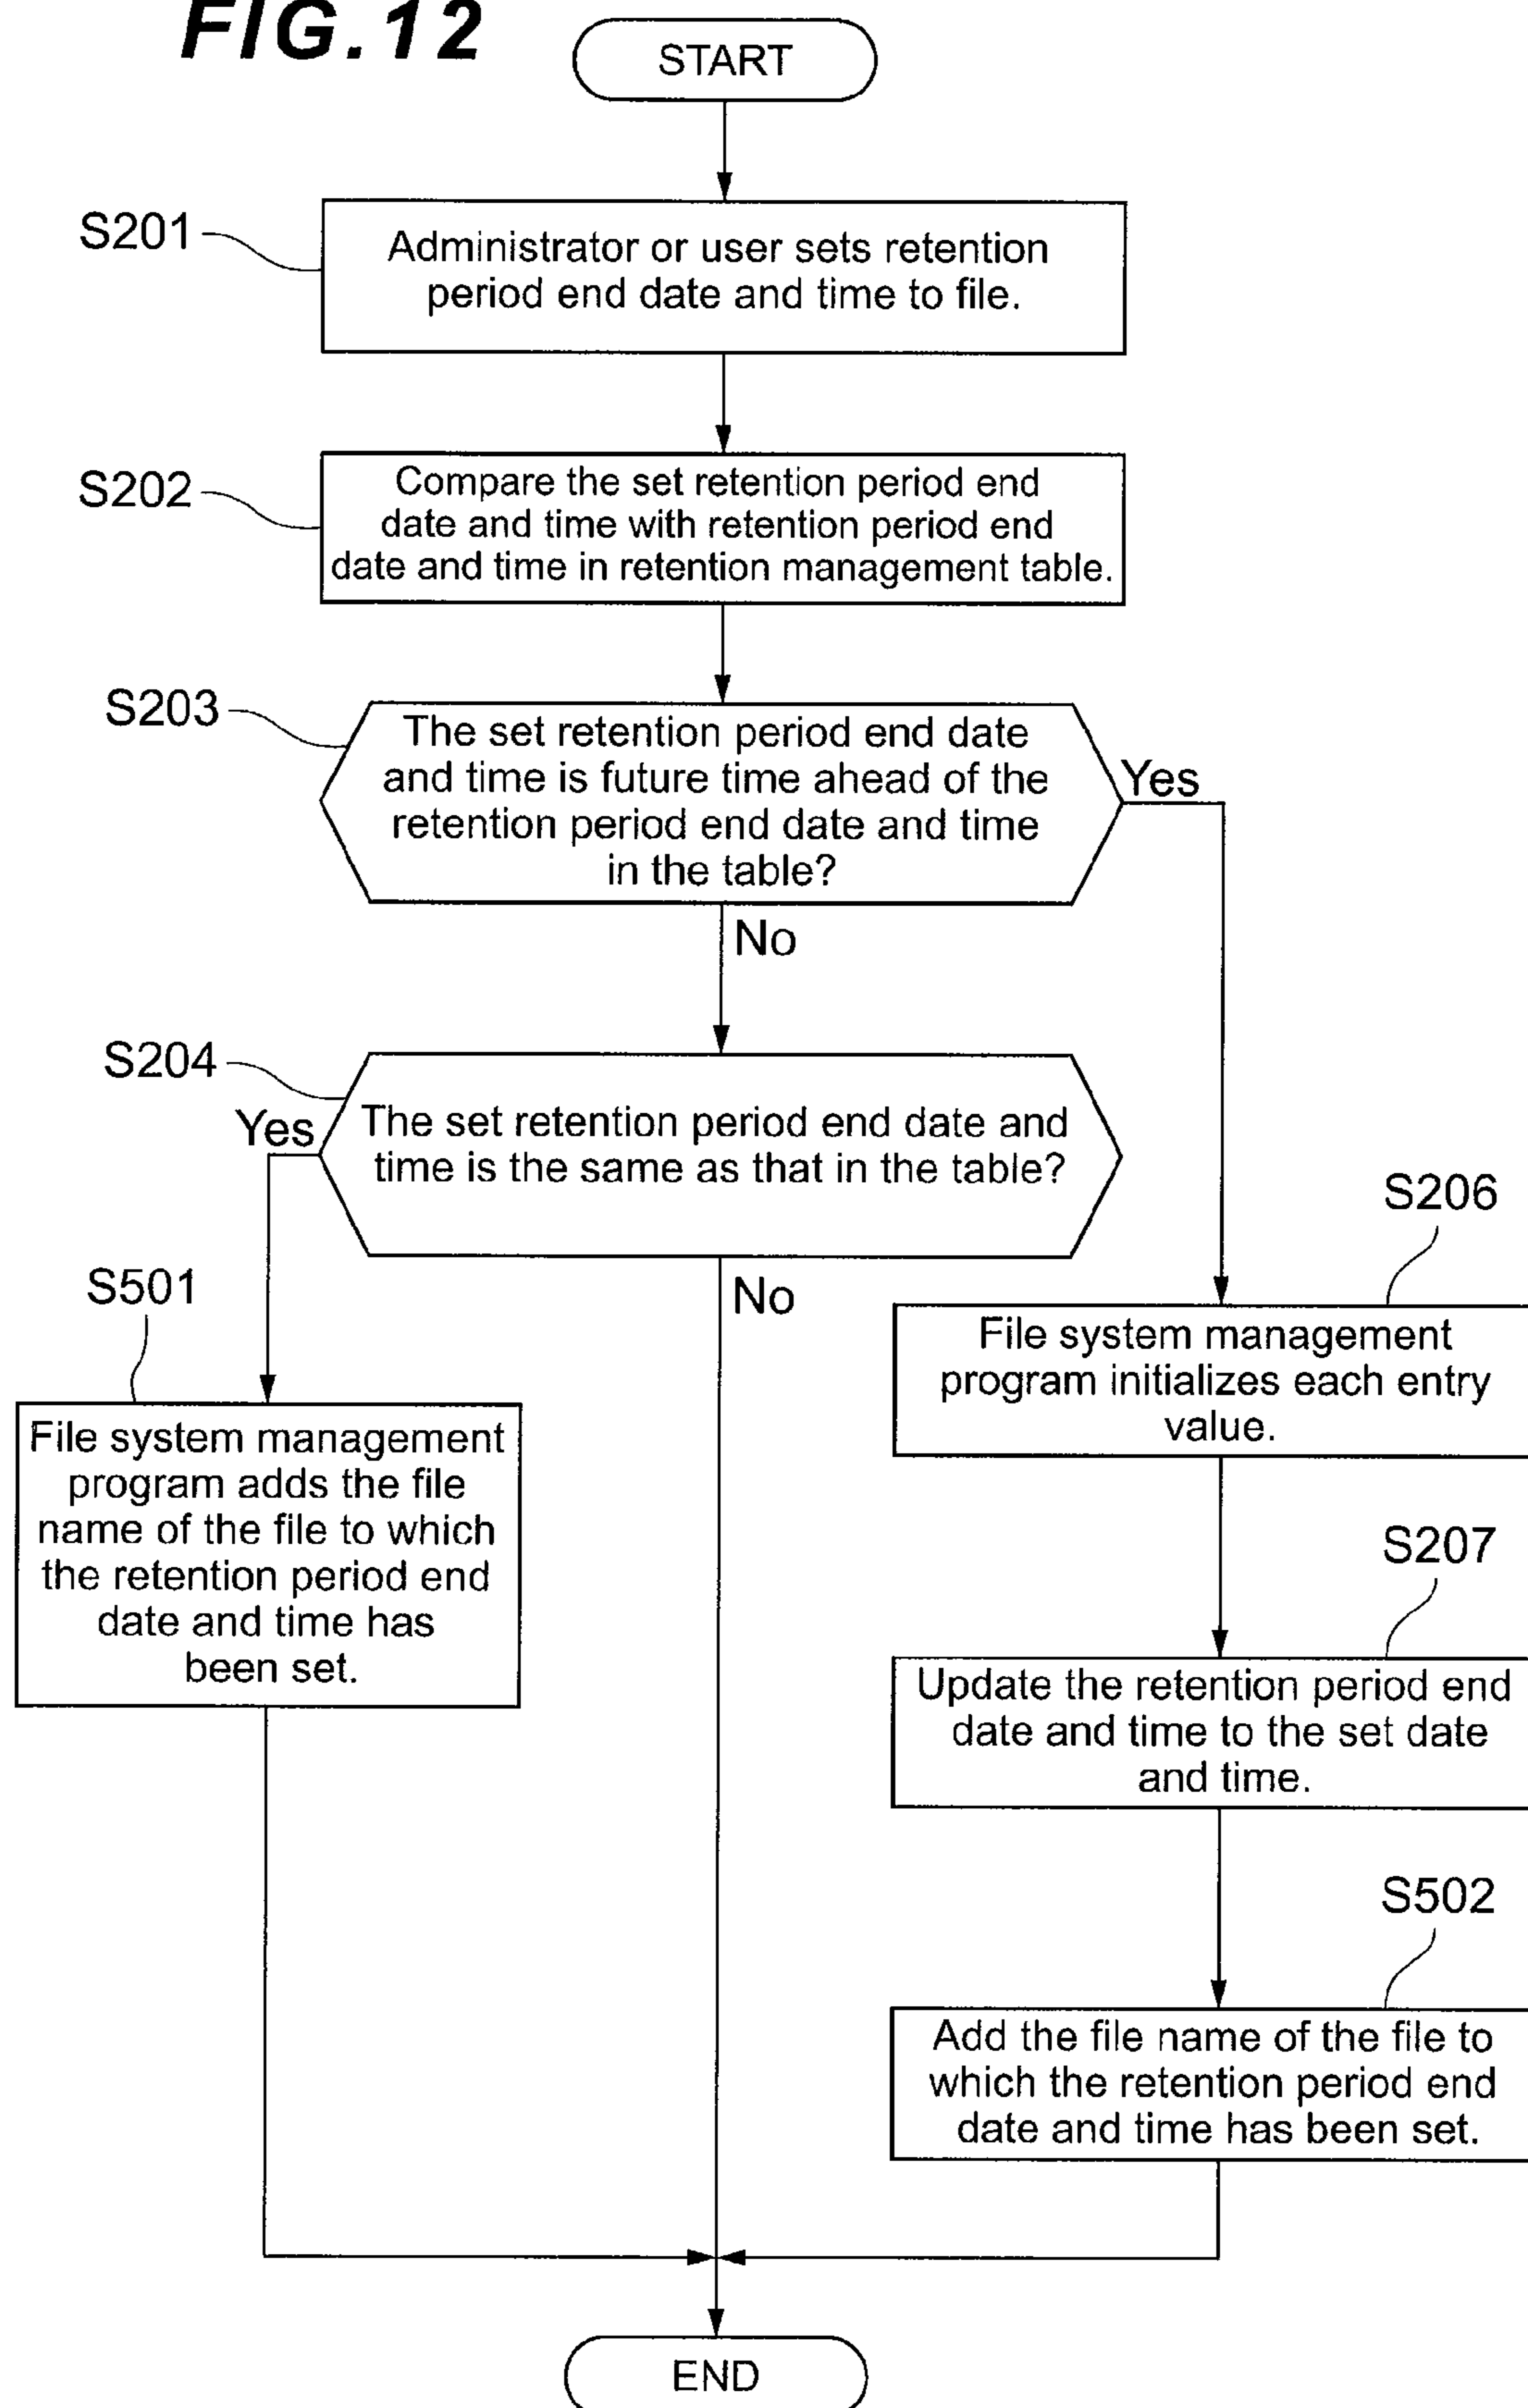 FIG.12
START
S201
Administrator or user sets retention
period end date and time to file.
S202
Compare the set retention period end
date and time with retention period end
date and time in retention management table.
S203
The set retention period end date
and time is future time ahead of the
retention period end date and time
in the table?
Yes
No
S204
Yes
The set retention period end date and
time is the same as that in the table?
No
S501
File system management
program adds the file
name of the file to which
the retention period end
date and time has
been set.
S206
File system management
program initializes each entry
value.
S207
Update the retention period end
date and time to the set date
and time.
S502
Add the file name of the file to
which the retention period end
date and time has been set.
END